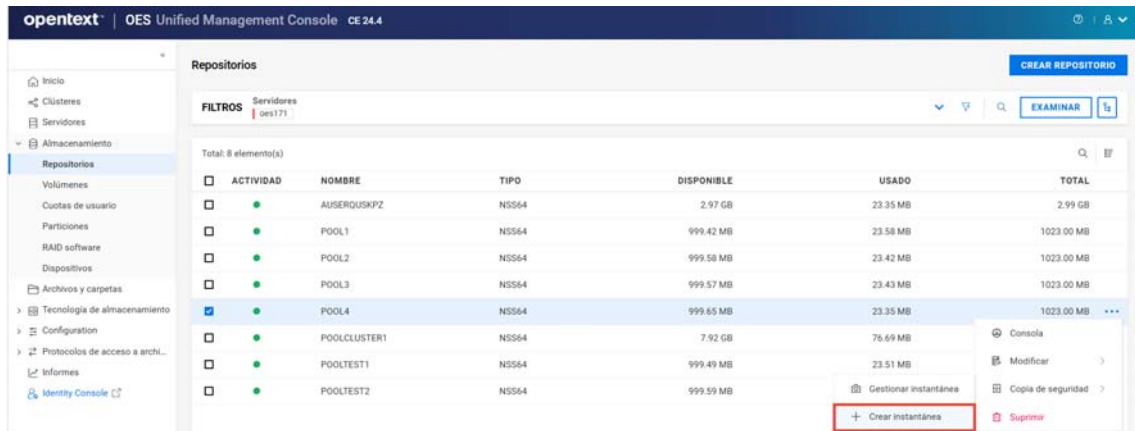 opentext™ | OES Unified Management Console CE 24.4
Inicio
Clústeres
Servidores
Almacenamiento
Repositorios
Volúmenes
Cuotas de usuario
Particiones
RAID software
Dispositivos
Archivos y carpetas
Tecnología de almacenamiento
Configuration
Protocolos de acceso a archi...
Informes
Identity Console
Repositorios
CREAR REPOSITORIO
FILTROS Servidores
oes171
EXAMINAR
Total: 8 elemento(s)
ACTIVIDAD NOMBRE TIPO DISPONIBLE USADO TOTAL
AUSERQUSKPZ NSS64 2.97 GB 23.35 MB 2.99 GB
POOL1 NSS64 999.42 MB 23.58 MB 1023.00 MB
POOL2 NSS64 999.58 MB 23.42 MB 1023.00 MB
POOL3 NSS64 999.57 MB 23.43 MB 1023.00 MB
POOL4 NSS64 999.65 MB 23.35 MB 1023.00 MB
POOLCLUSTER1 NSS64 7.92 GB 76.69 MB
POOLTEST1 NSS64 999.49 MB 23.51 MB
POOLTEST2 NSS64 999.59 MB
Consola
Modificar
Copia de seguridad
Suprimir
Gestionar instantánea
Crear instantánea